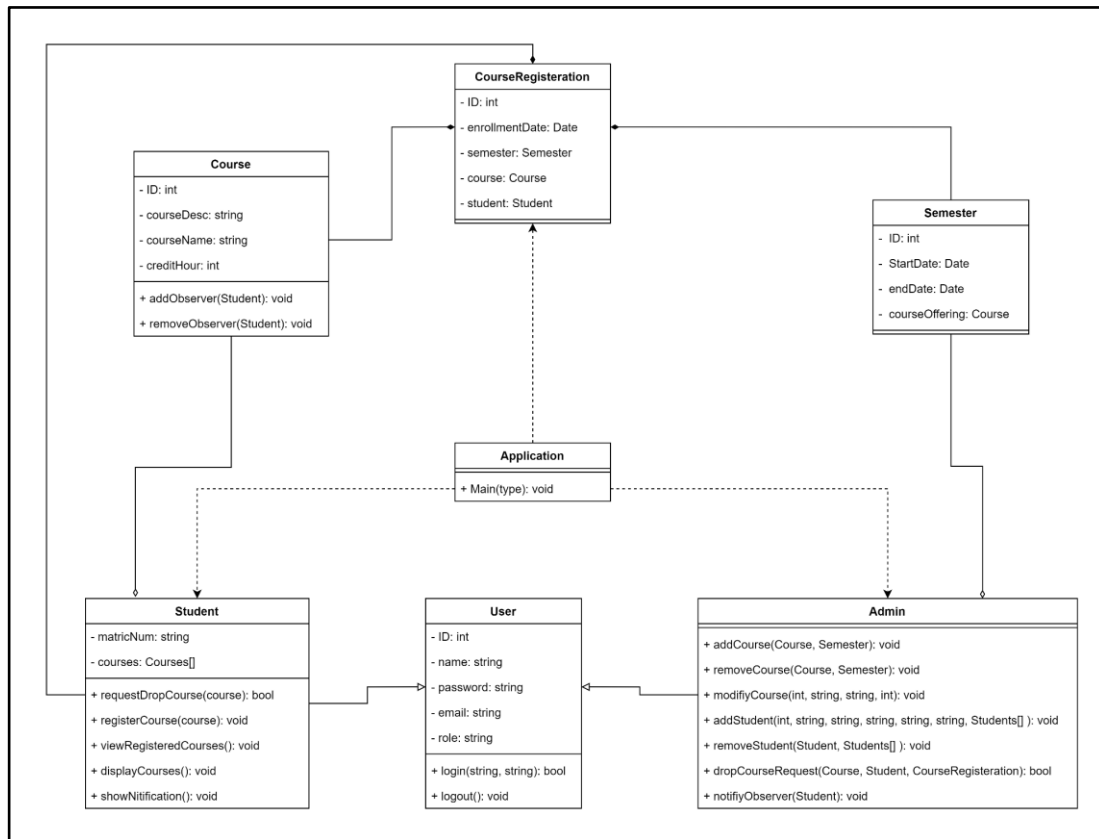 CourseRegisteration
- ID: int
- enrollmentDate: Date
- semester: Semester
- course: Course
- student: Student
Course
- ID: int
- courseDesc: string
- courseName: string
- creditHour: int
+ addObserver(Student): void
+ removeObserver(Student): void
Semester
- ID: int
- StartDate: Date
- endDate: Date
- courseOffering: Course
Application
+ Main(type): void
Student
- matricNum: string
- courses: Courses[]
+ requestDropCourse(course): bool
+ registerCourse(course): void
+ viewRegisteredCourses(): void
+ displayCourses(): void
+ showNitification(): void
User
- ID: int
- name: string
- password: string
- email: string
- role: string
+ login(string, string): bool
+ logout(): void
Admin
+ addCourse(Course, Semester): void
+ removeCourse(Course, Semester): void
+ modifiyCourse(int, string, string, int): void
+ addStudent(int, string, string, string, string, string, Students[] ): void
+ removeStudent(Student, Students[] ): void
+ dropCourseRequest(Course, Student, CourseRegisteration): bool
+ notifiyObserver(Student): void